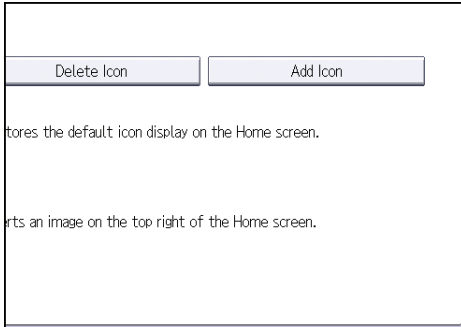 Delete Icon Add Icon
tores the default icon display on the Home screen.
erts an image on the top right of the Home screen.